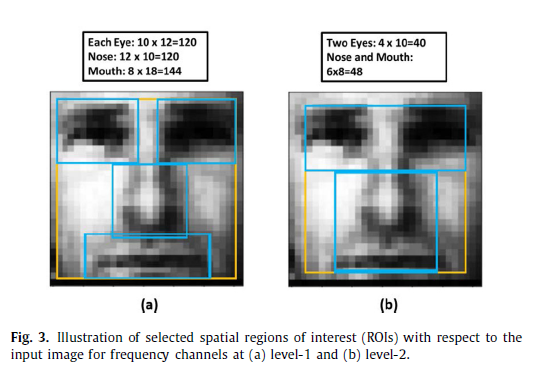 Each Eye: 10 x 12=120
Nose: 12 x 10=120
Mouth: 8 x 18=144
Two Eyes: 4 x 10=40
Nose and Mouth:
6x8=48
(a)
(b)
Fig. 3. Illustration of selected spatial regions of interest (ROIs) with respect to the
input image for frequency channels at (a) level-1 and (b) level-2.